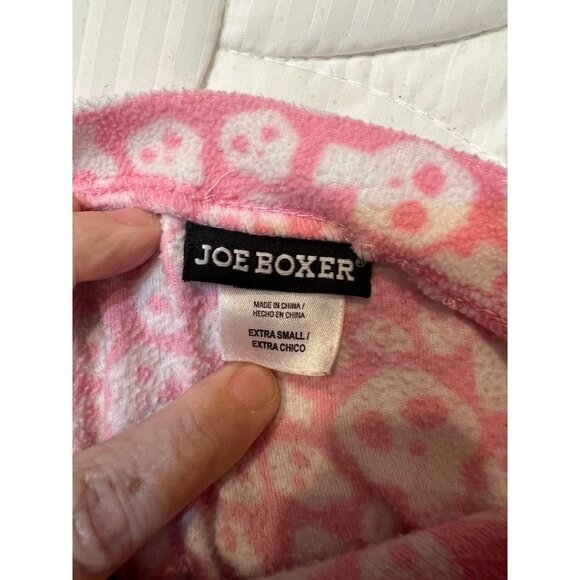 JOE BOXER®
MADE IN CHINA /
HECHO EN CHINA
EXTRA SMALL /
EXTRA CHICO